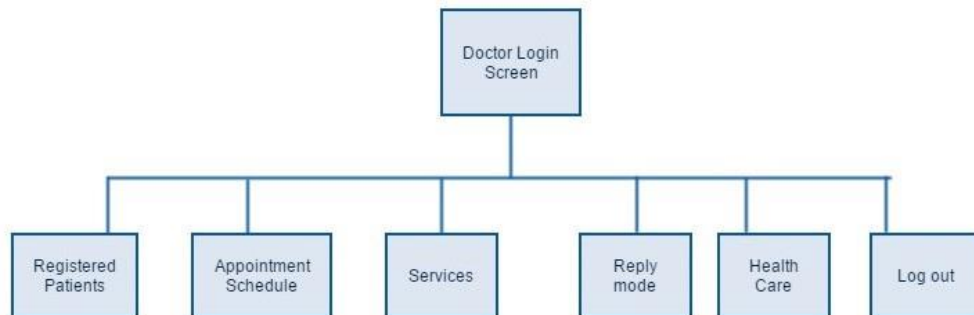 Doctor Login
Screen
Registered
Patients
Appointment
Schedule
Services
Reply
mode
Health
Care
Log out